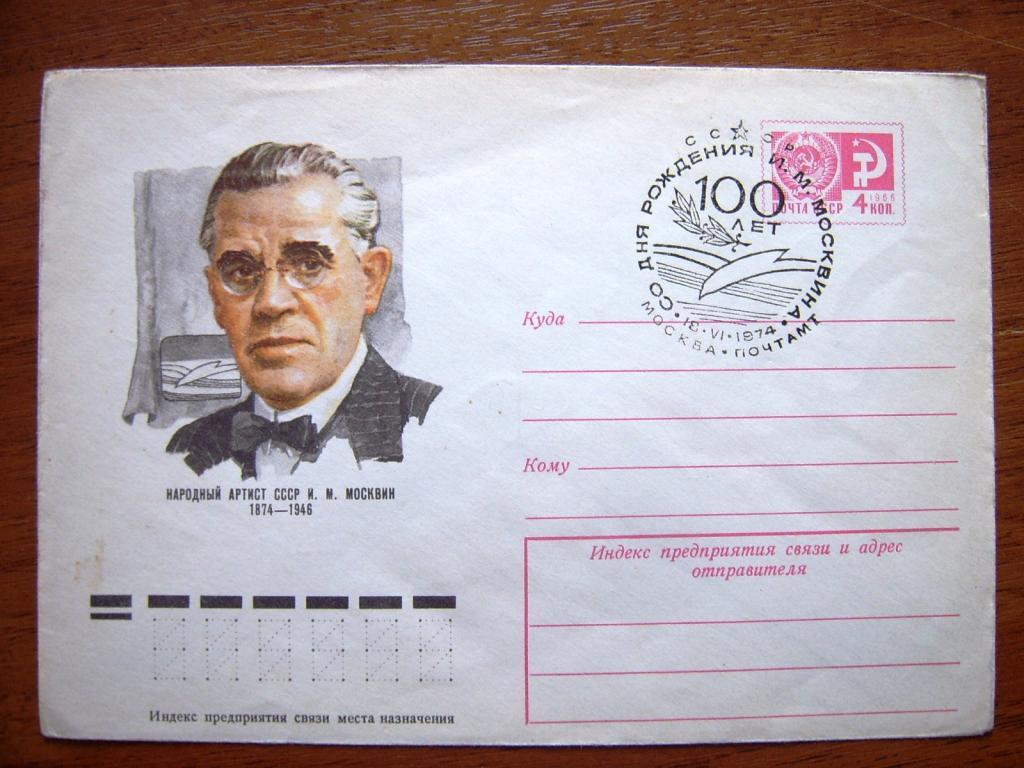 НАРОДНЫЙ АРТИСТ СССР И. М. МОСКВИН
1874—1946
Индекс предприятия связи места назначения
СССР
СО ДНЯ РОЖДЕНИЯ И. М. МОСКВИНА
100
ЛЕТ
18·VI·1974
МОСКВА·ПОЧТАМТ
1966
ПОЧТА СССР 4 КОП.
Куда
Кому
Индекс предприятия связи и адрес
отправителя